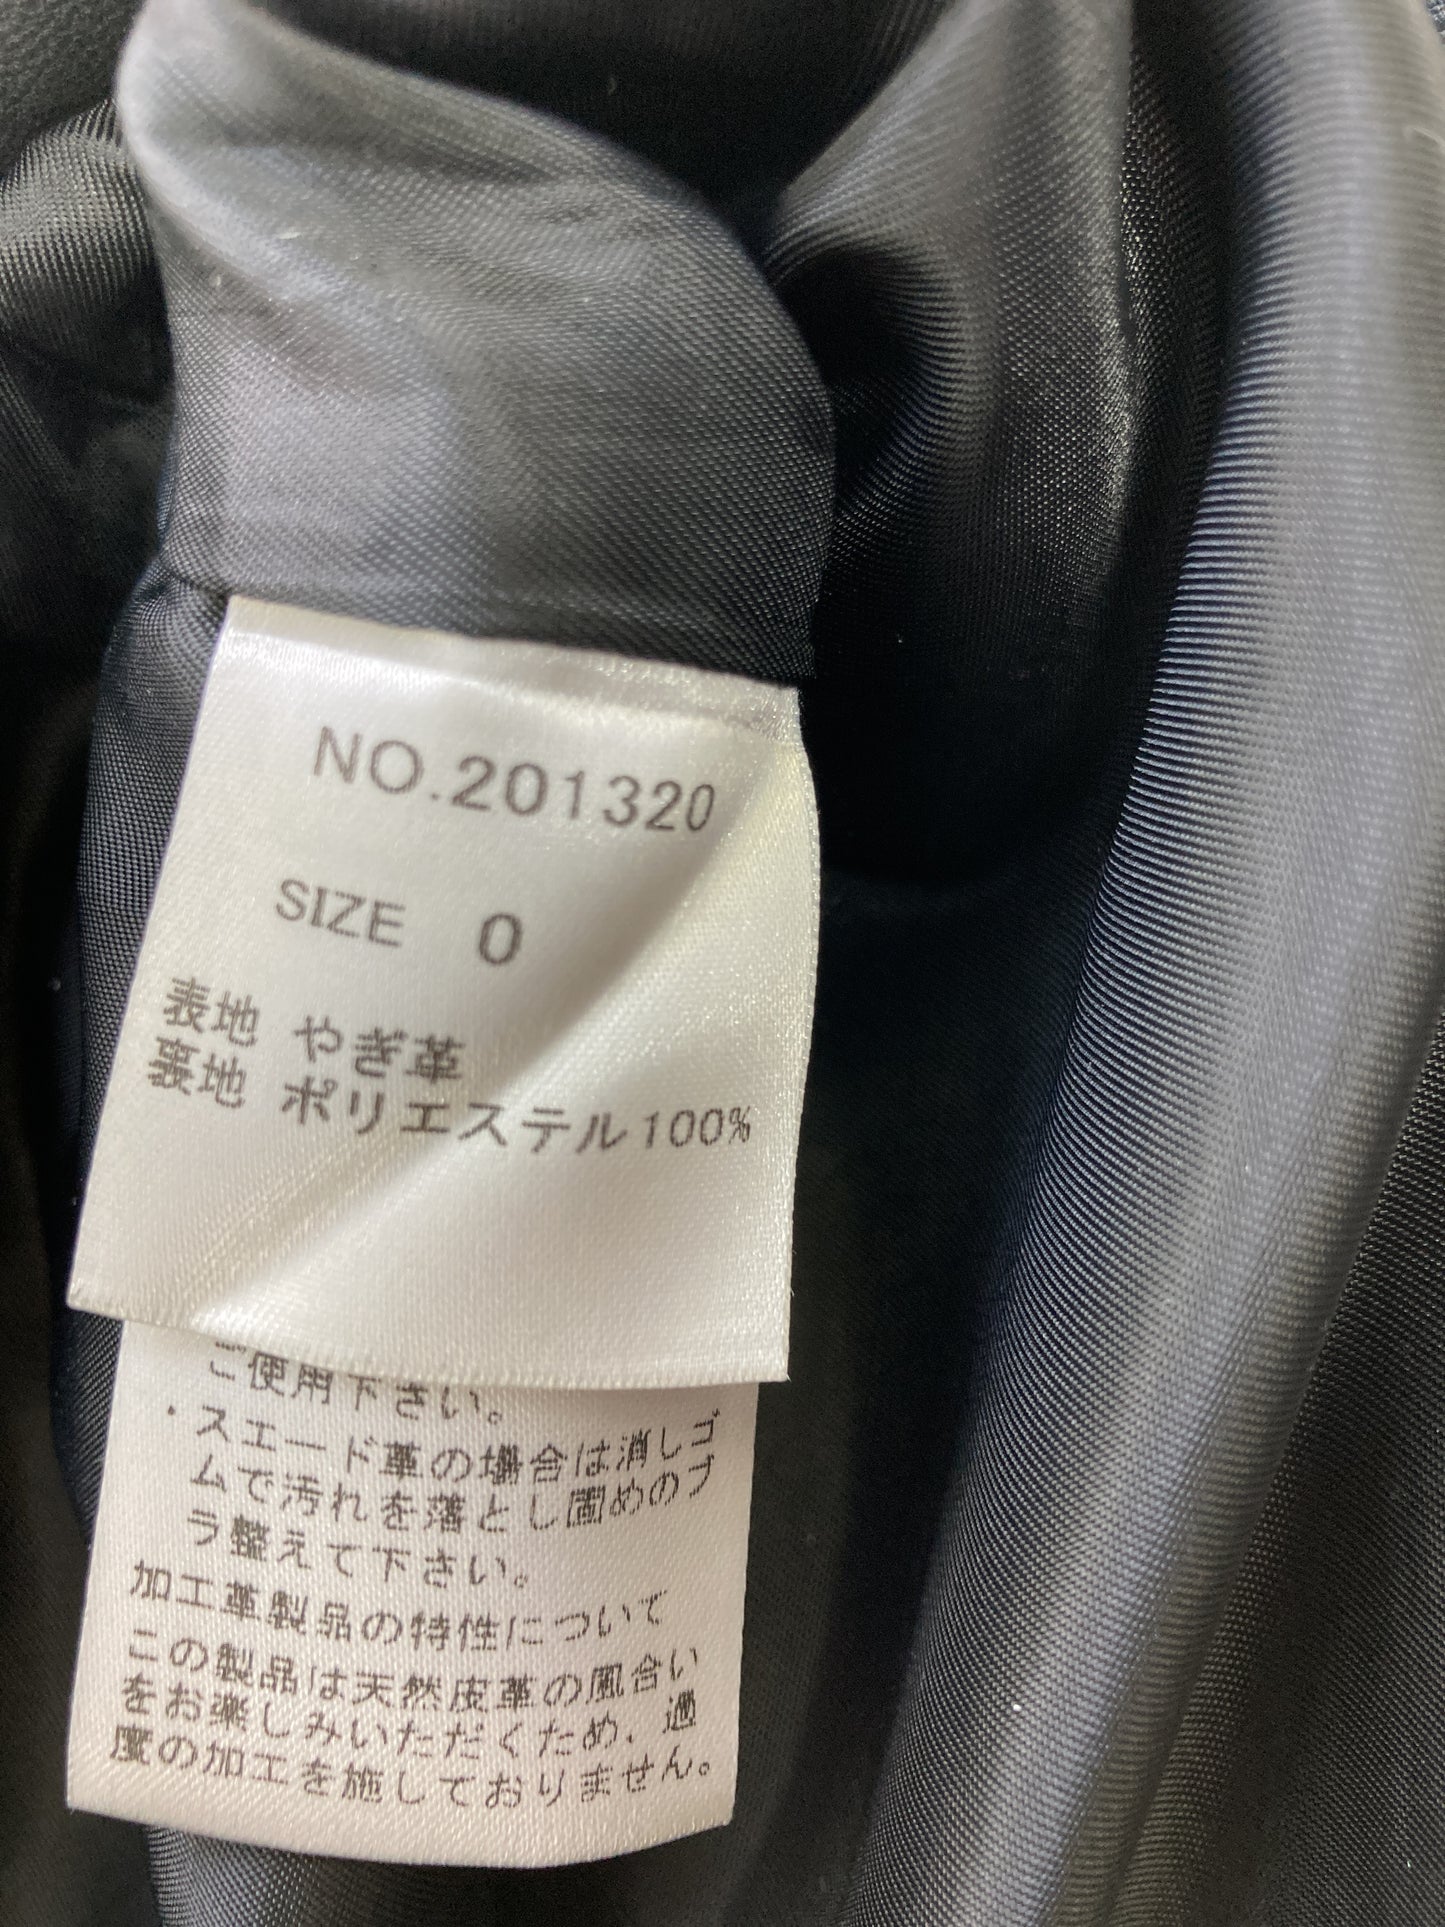 NO.201320
SIZE 0
表地 やぎ革
裏地 ポリエステル100%
ご使用下さい。
・スエード革の場合は消しゴ
ムで汚れを落とし固めのブ
ラ整えて下さい。
加工革製品の特性について
この製品は天然皮革の風合い
をお楽しみいただくため、過
度の加工を施しておりません。